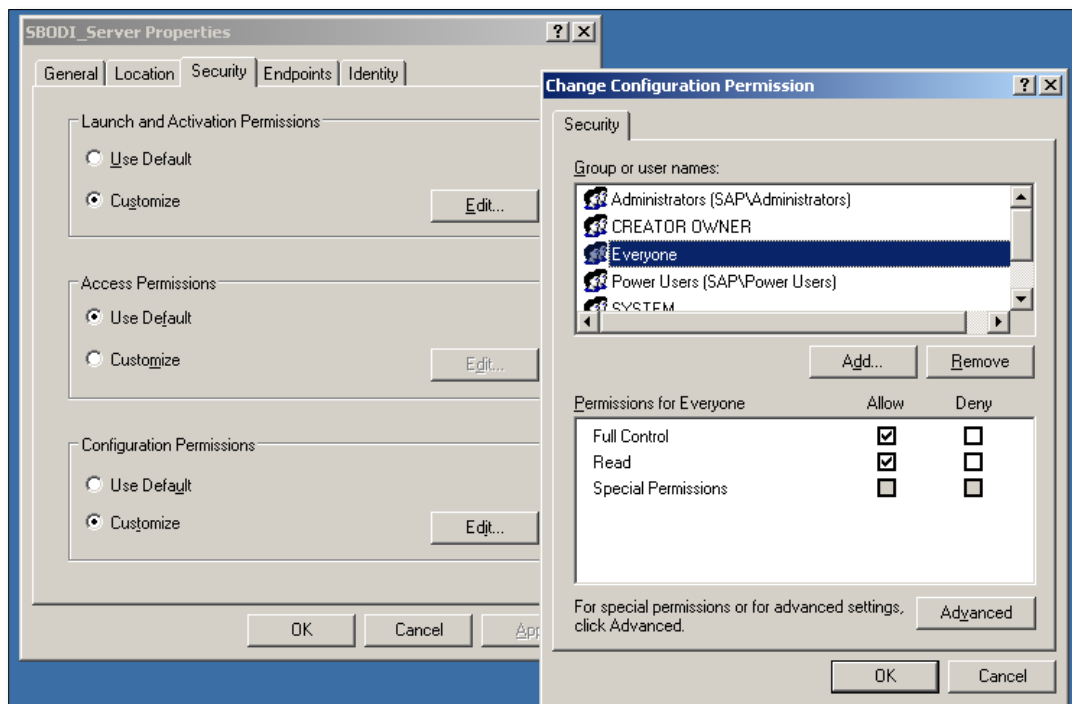 SBODI_Server Properties
General Location Security Endpoints Identity
Launch and Activation Permissions
Use Default
Customize
Edit...
Access Permissions
Use Default
Customize
Edit...
Configuration Permissions
Use Default
Customize
Edit...
OK Cancel
Change Configuration Permission
Security
Group or user names:
Administrators (SAP\Administrators)
CREATOR OWNER
Everyone
Power Users (SAP\Power Users)
SYSTEM
Add... Remove
Permissions for Everyone Allow Deny
Full Control
Read
Special Permissions
For special permissions or for advanced settings,
click Advanced.
Advanced
OK Cancel